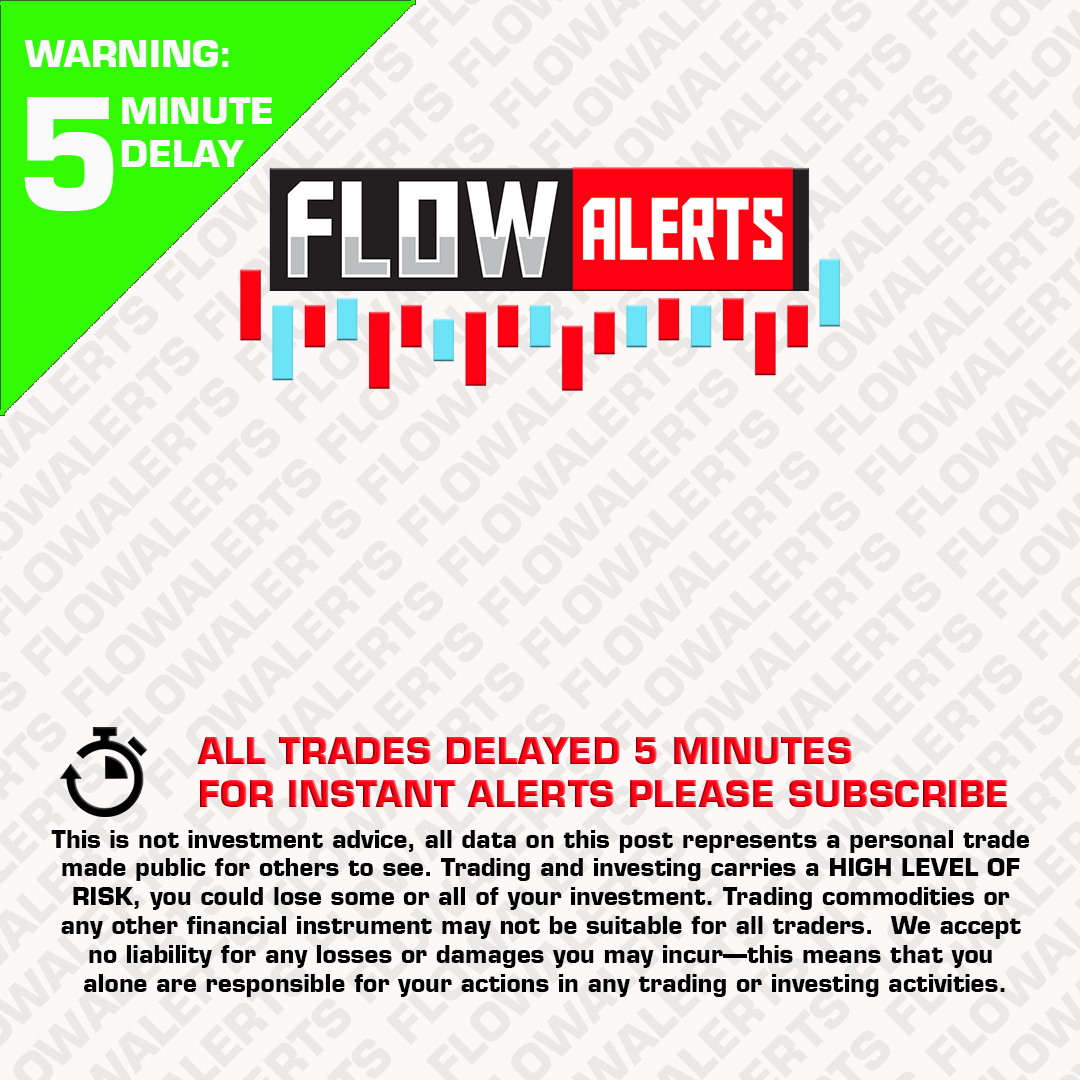 WARNING:
5 MINUTE
DELAY
FLOW ALERTS
ALL TRADES DELAYED 5 MINUTES
FOR INSTANT ALERTS PLEASE SUBSCRIBE
This is not investment advice, all data on this post represents a personal trade
made public for others to see. Trading and investing carries a HIGH LEVEL OF
RISK, you could lose some or all of your investment. Trading commodities or
any other financial instrument may not be suitable for all traders.  We accept
no liability for any losses or damages you may incur—this means that you
alone are responsible for your actions in any trading or investing activities.